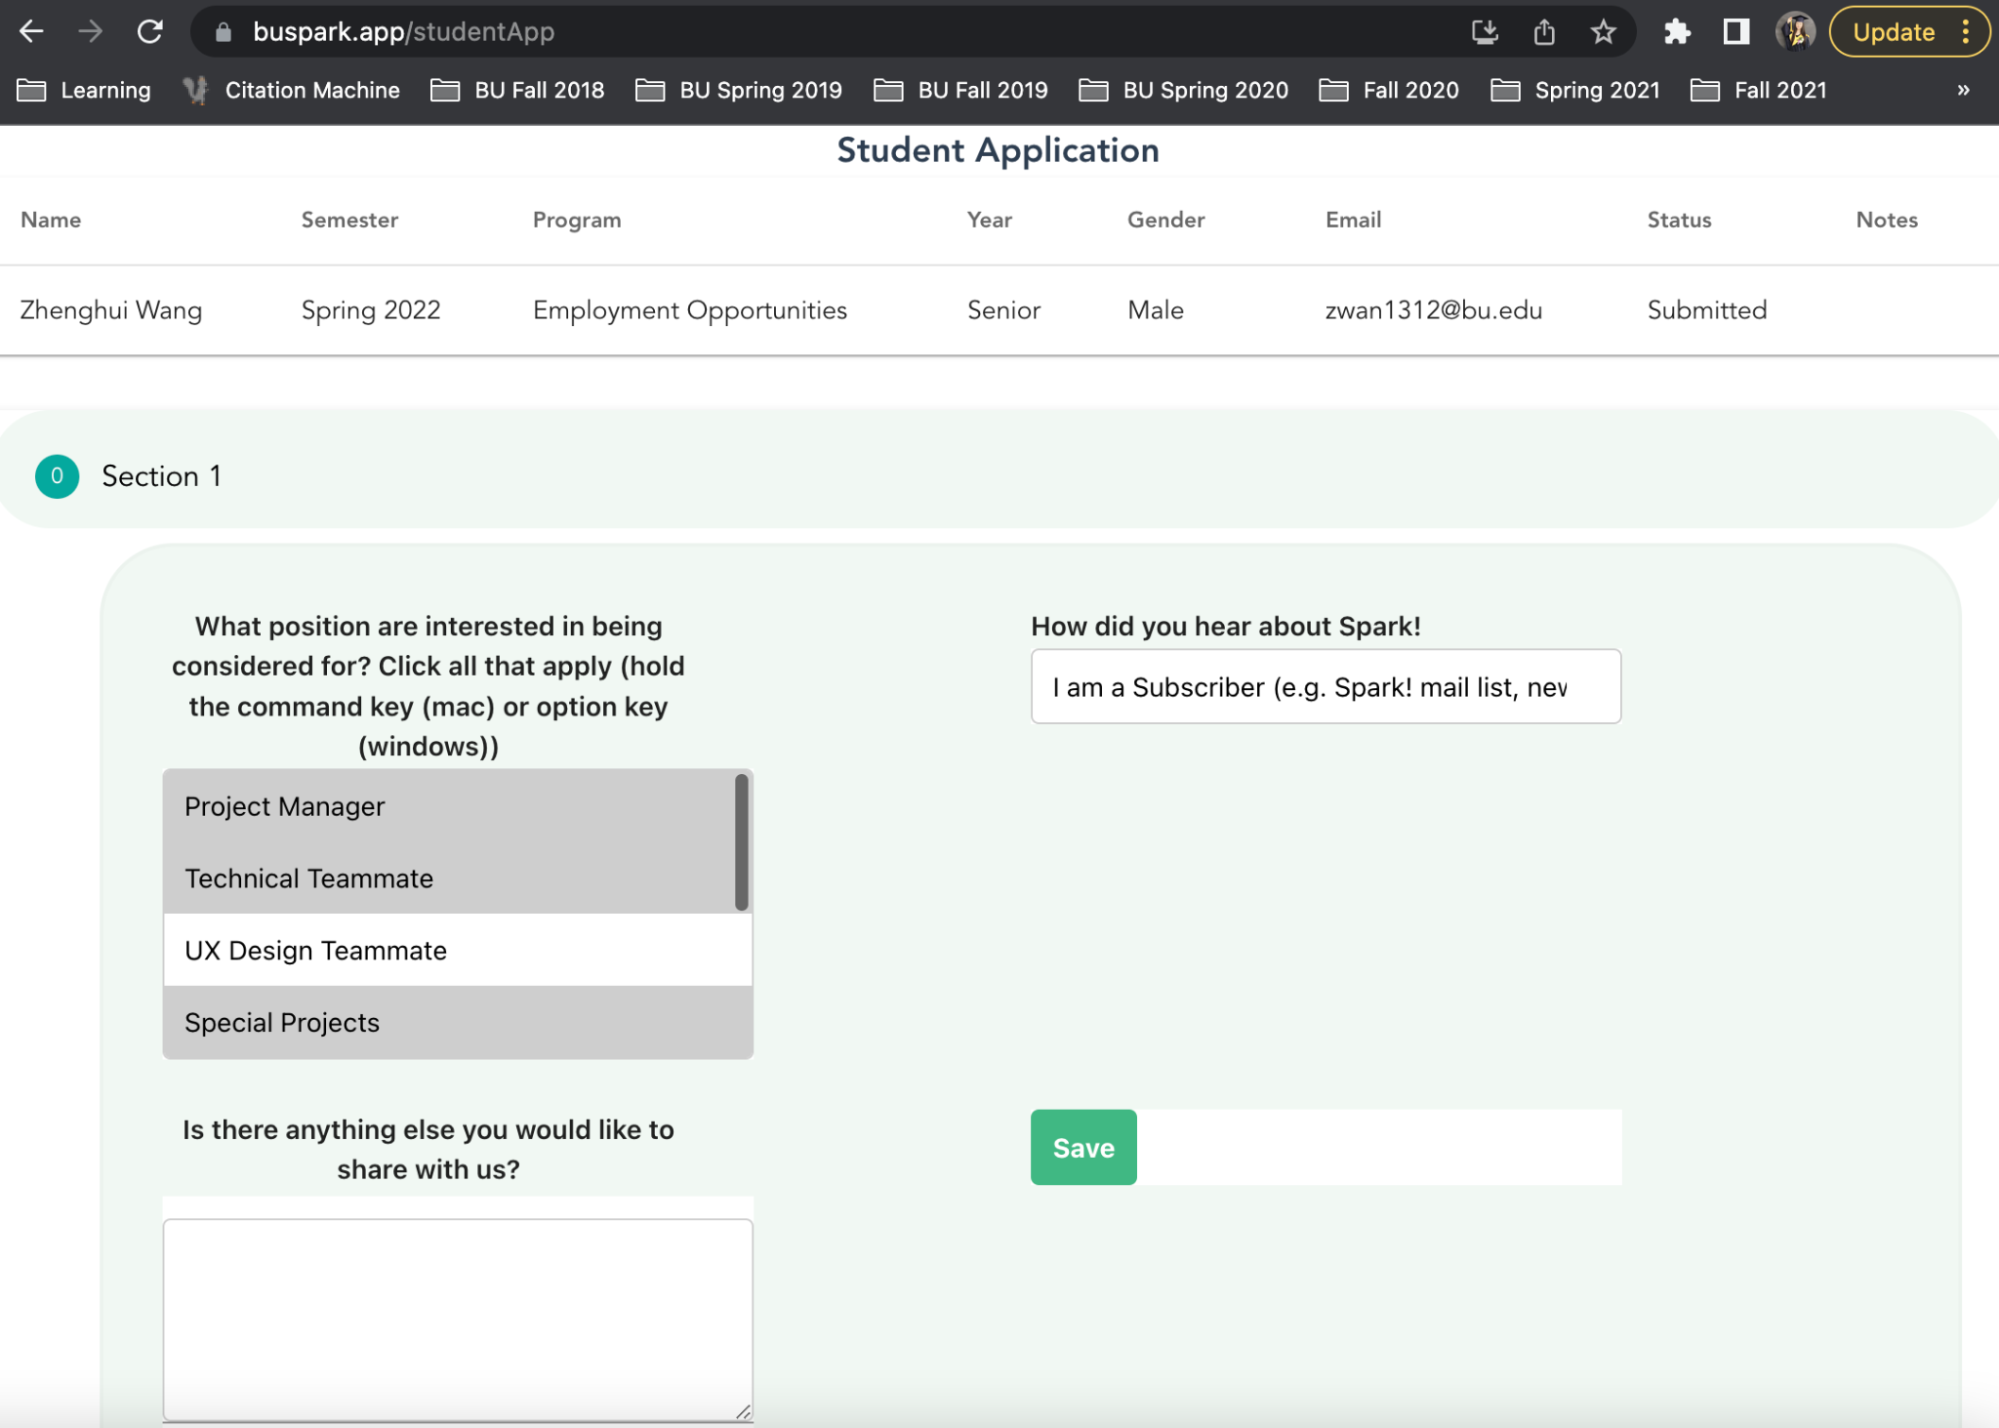 buspark.app/studentApp
Update
Learning Citation Machine BU Fall 2018 BU Spring 2019 BU Fall 2019 BU Spring 2020 Fall 2020 Spring 2021 Fall 2021 »
Student Application
Name Semester Program Year Gender Email Status Notes
Zhenghui Wang Spring 2022 Employment Opportunities Senior Male zwan1312@bu.edu Submitted
0 Section 1
What position are interested in being
considered for? Click all that apply (hold
the command key (mac) or option key
(windows))
Project Manager
Technical Teammate
UX Design Teammate
Special Projects
How did you hear about Spark!
I am a Subscriber (e.g. Spark! mail list, new
Is there anything else you would like to
share with us?
Save